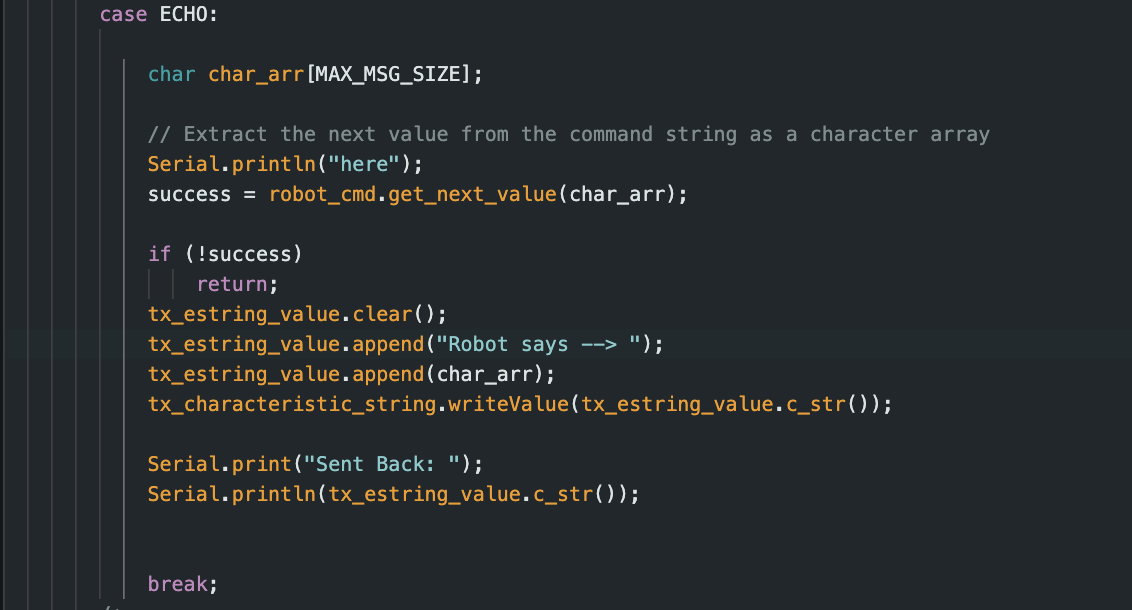 case ECHO:
char char_arr[MAX_MSG_SIZE];
// Extract the next value from the command string as a character array
Serial.println("here");
success = robot_cmd.get_next_value(char_arr);
if (!success)
return;
tx_estring_value.clear();
tx_estring_value.append("Robot says --> ");
tx_estring_value.append(char_arr);
tx_characteristic_string.writeValue(tx_estring_value.c_str());
Serial.print("Sent Back: ");
Serial.println(tx_estring_value.c_str());
break;